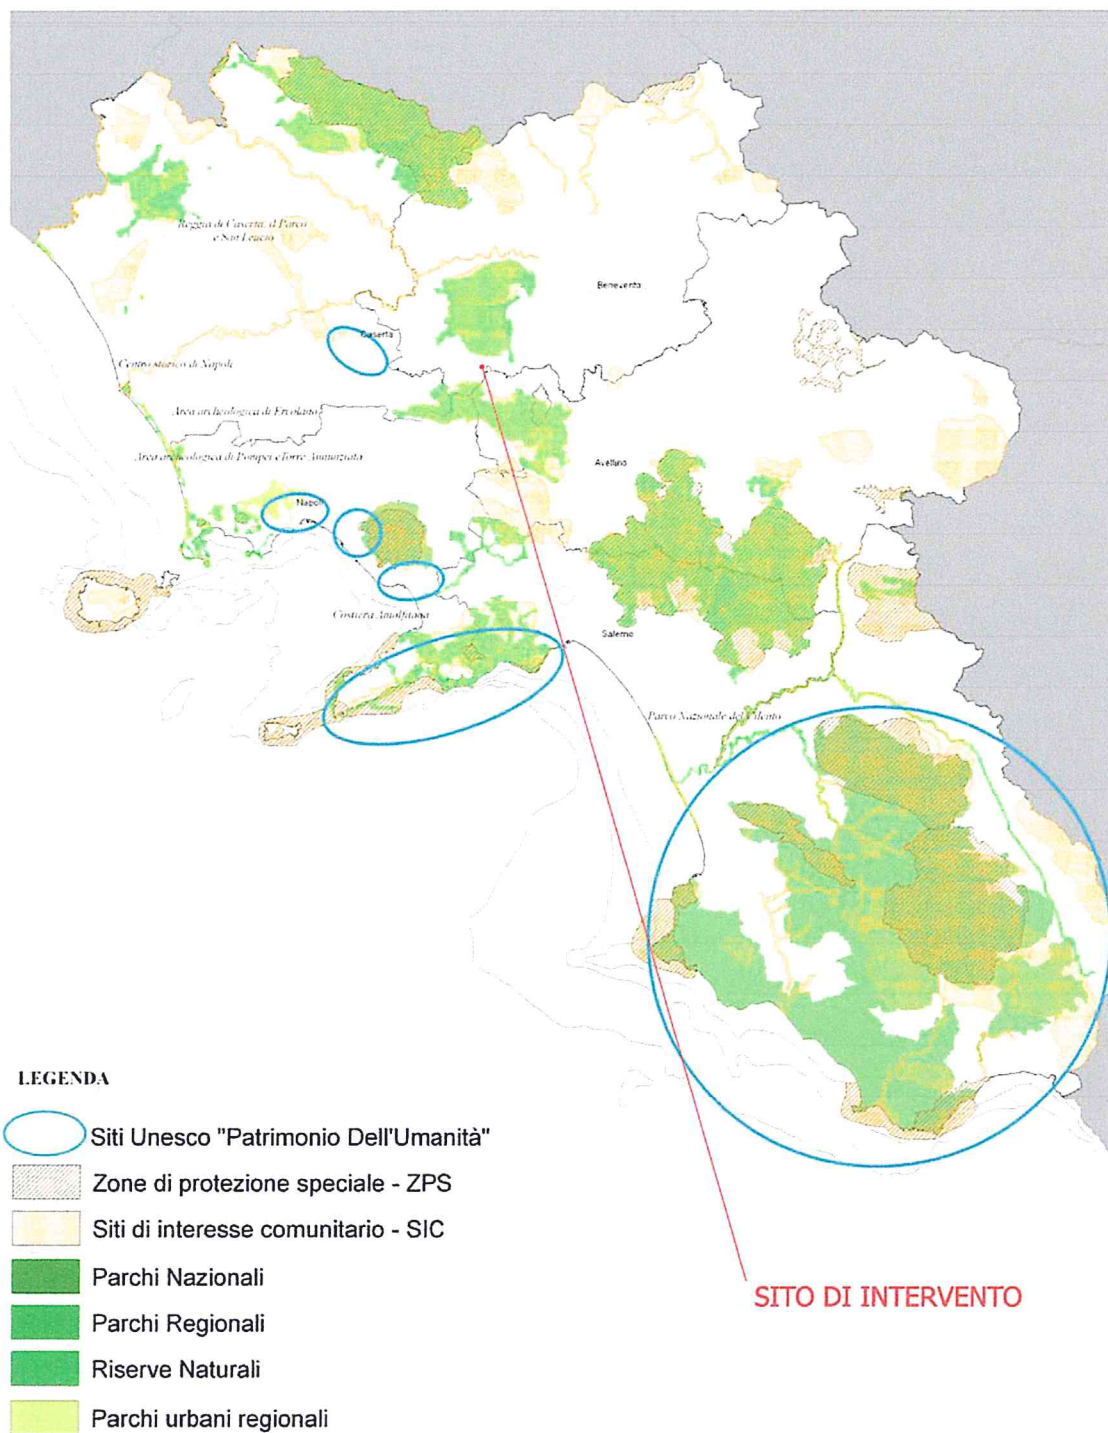 Reggia di Caserta, il Parco
e San Leucio
Benevento
Caserta
Centro storico di Napoli
Area archeologica di Ercolano
Area archeologica di Pompei e Torre Annunziata
Avellino
Napoli
Costiera Amalfitana
Salerno
Parco Nazionale del Cilento
LEGENDA
Siti Unesco "Patrimonio Dell'Umanità"
Zone di protezione speciale - ZPS
Siti di interesse comunitario - SIC
Parchi Nazionali
SITO DI INTERVENTO
Parchi Regionali
Riserve Naturali
Parchi urbani regionali